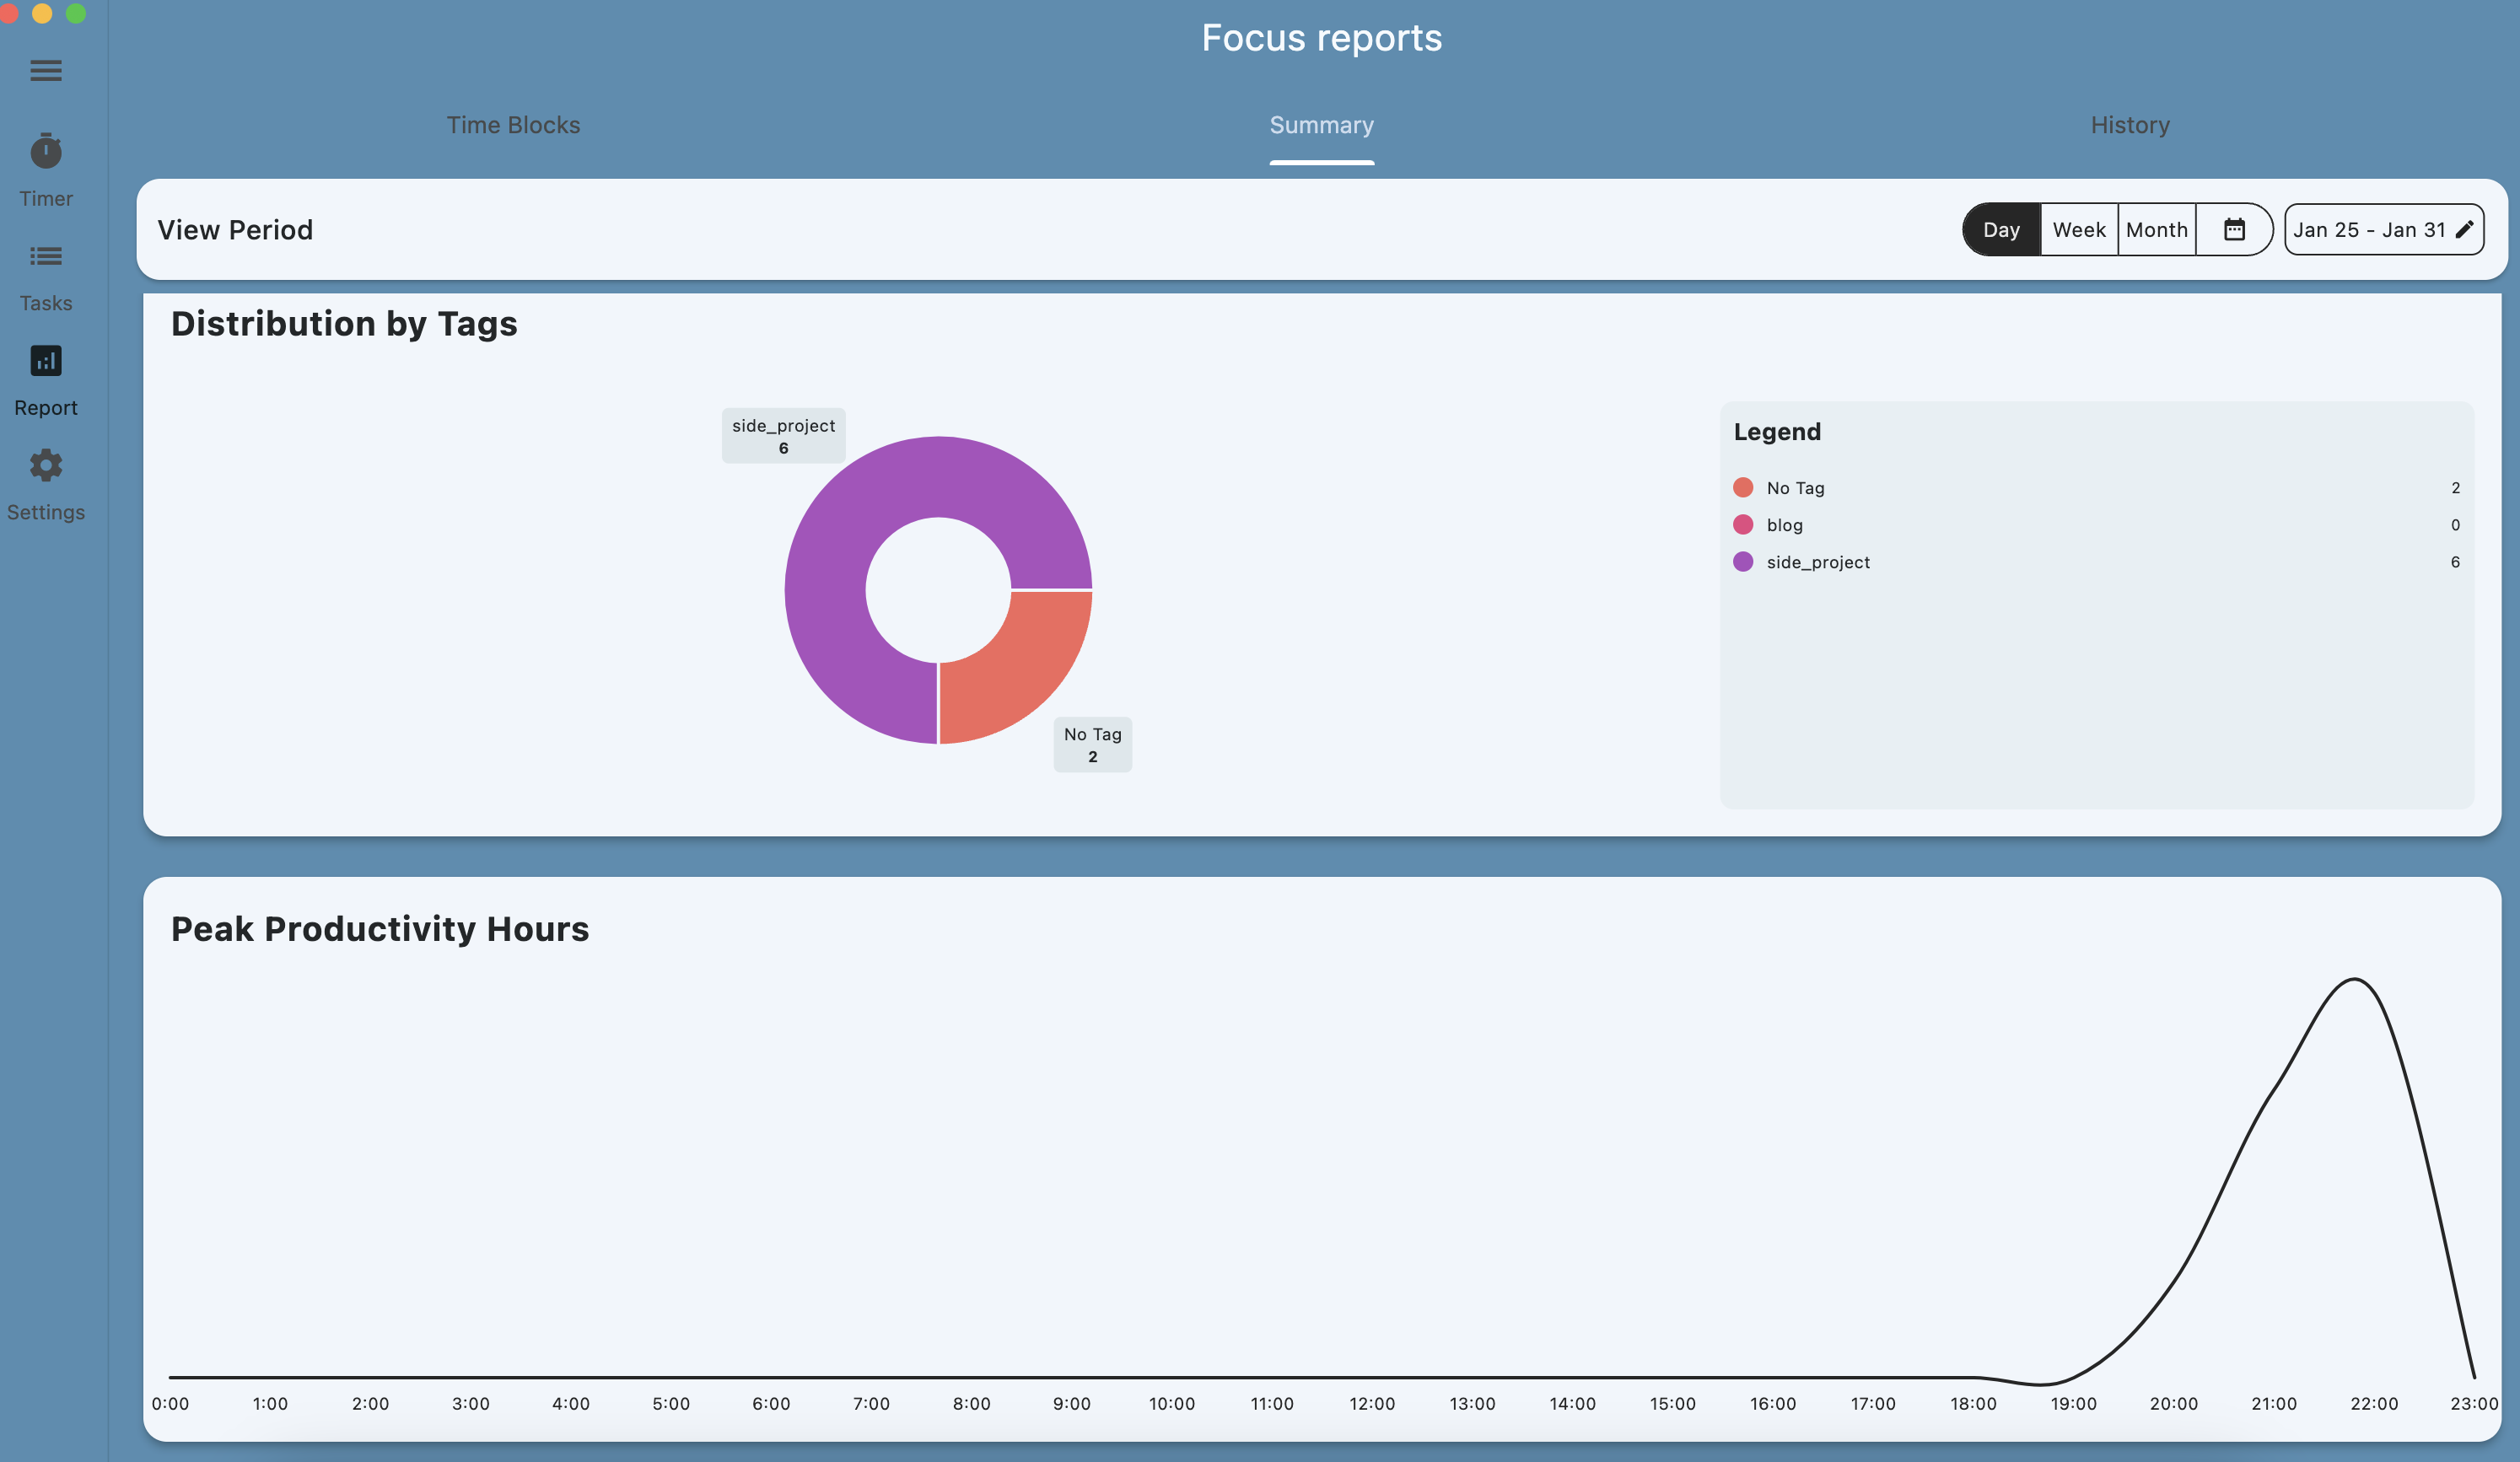 Focus reports
Timer
Tasks
Report
Settings
Time Blocks
Summary
History
View Period
Day
Week
Month
Jan 25 - Jan 31
Distribution by Tags
side_project
6
No Tag
2
Legend
No Tag 2
blog 0
side_project 6
Peak Productivity Hours
0:00 1:00 2:00 3:00 4:00 5:00 6:00 7:00 8:00 9:00 10:00 11:00 12:00 13:00 14:00 15:00 16:00 17:00 18:00 19:00 20:00 21:00 22:00 23:00